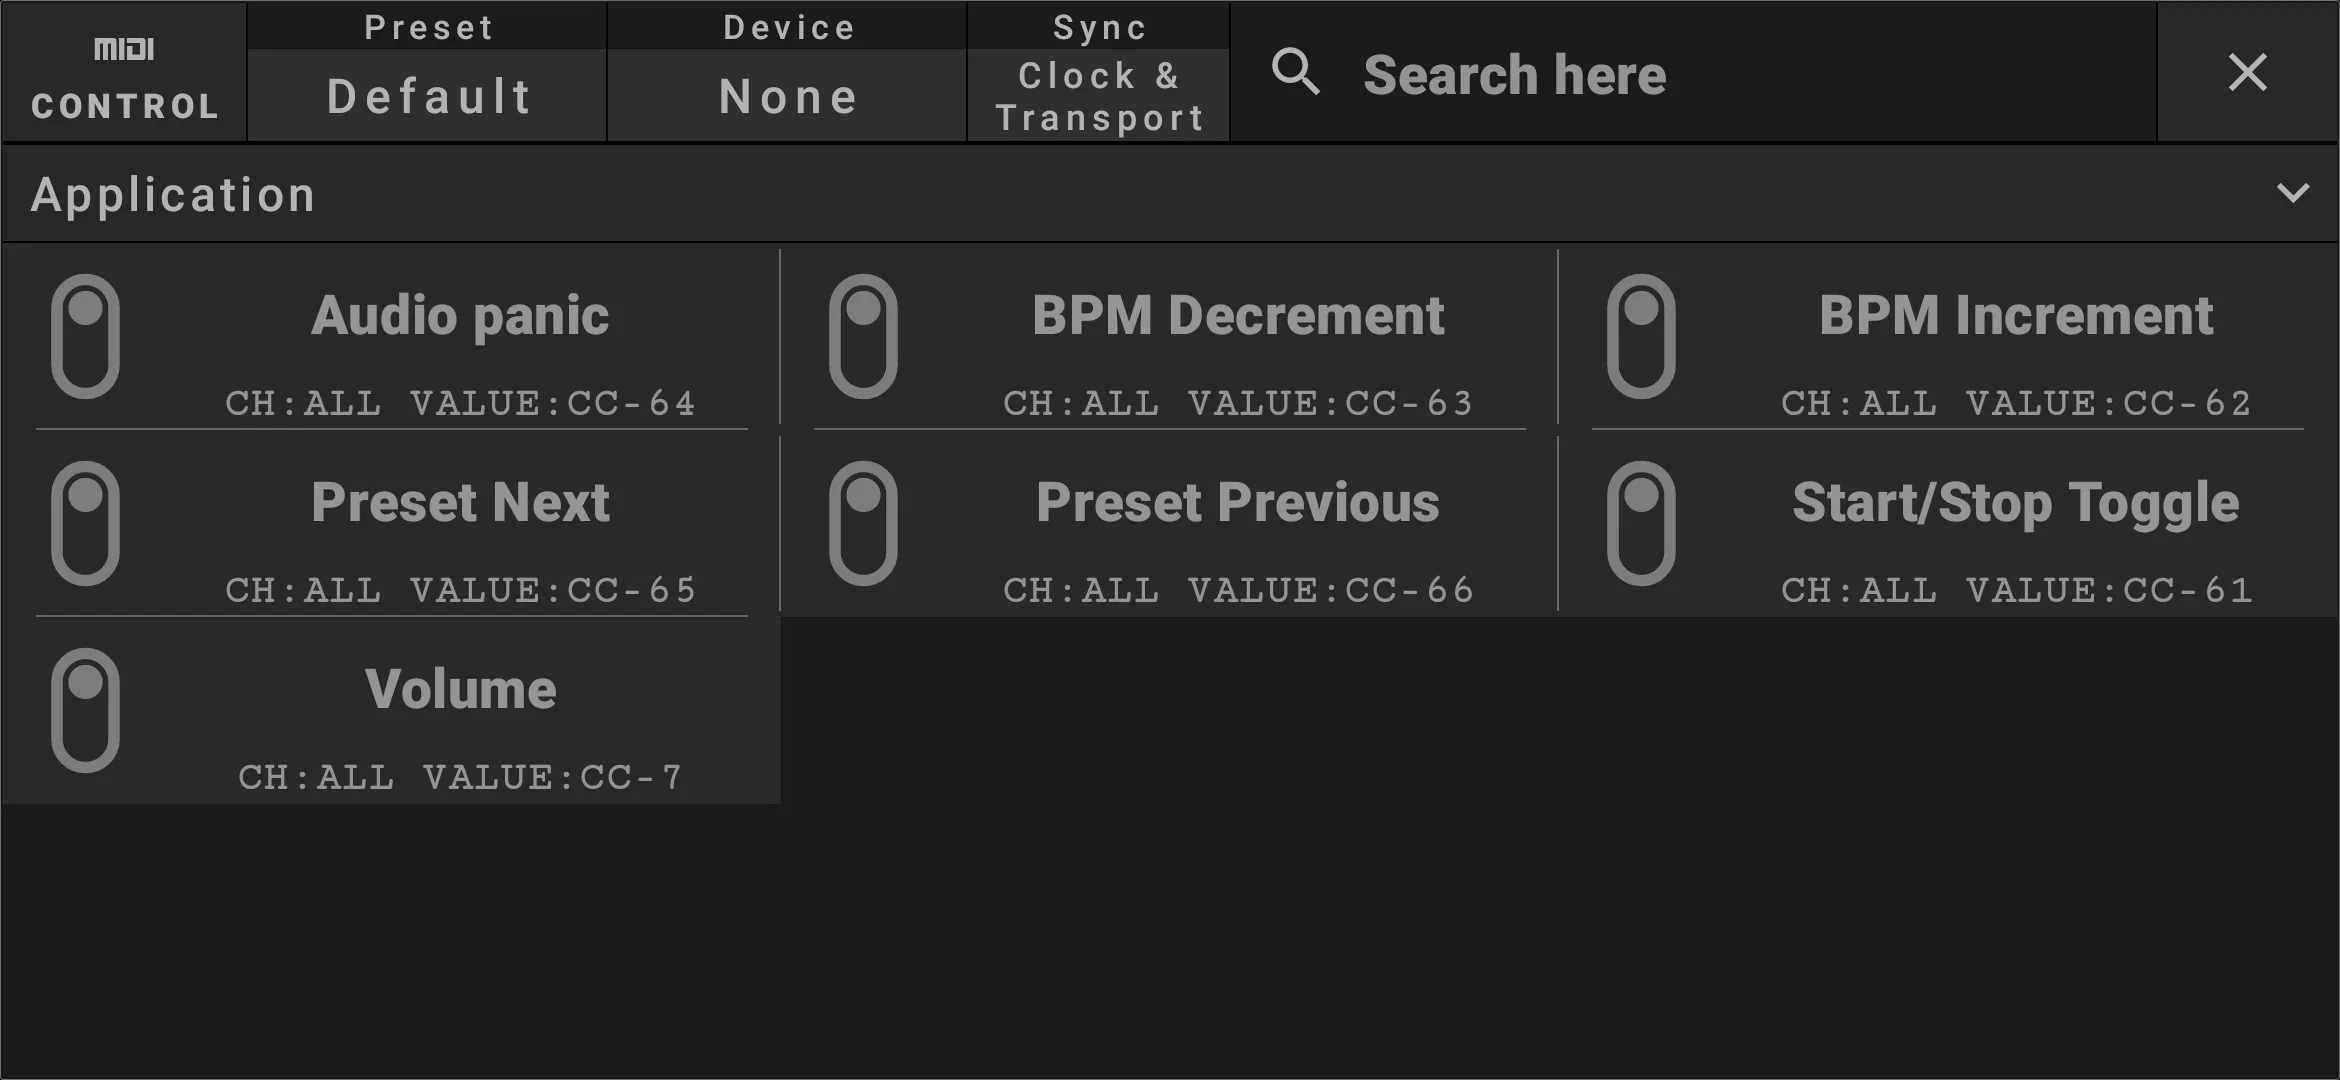 MIDI
CONTROL
Preset
Default
Device
None
Sync
Clock &
Transport
Search here
Application
Audio panic
CH:ALL VALUE:CC-64
BPM Decrement
CH:ALL VALUE:CC-63
BPM Increment
CH:ALL VALUE:CC-62
Preset Next
CH:ALL VALUE:CC-65
Preset Previous
CH:ALL VALUE:CC-66
Start/Stop Toggle
CH:ALL VALUE:CC-61
Volume
CH:ALL VALUE:CC-7